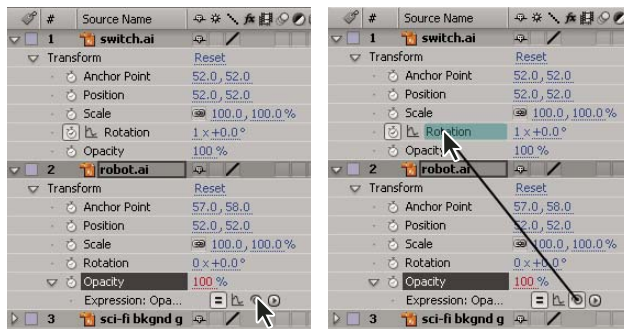 # Source Name
1 switch.ai
Transform Reset
Anchor Point 52.0, 52.0
Position 52.0, 52.0
Scale 100.0, 100.0%
Rotation 1 x +0.0°
Opacity 100 %
2 robot.ai
Transform Reset
Anchor Point 57.0, 58.0
Position 52.0, 52.0
Scale 100.0, 100.0%
Rotation 0 x +0.0°
Opacity 100 %
Expression: Opa...
3 sci-fi bkgnd g
# Source Name
1 switch.ai
Transform Reset
Anchor Point 52.0, 52.0
Position 52.0, 52.0
Scale 100.0, 100.0%
Rotation 1 x +0.0°
Opacity 100 %
2 robot.ai
Transform Reset
Anchor Point 57.0, 58.0
Position 52.0, 52.0
Scale 100.0, 100.0%
Rotation 0 x +0.0°
Opacity 100 %
Expression: Opa...
3 sci-fi bkgnd g